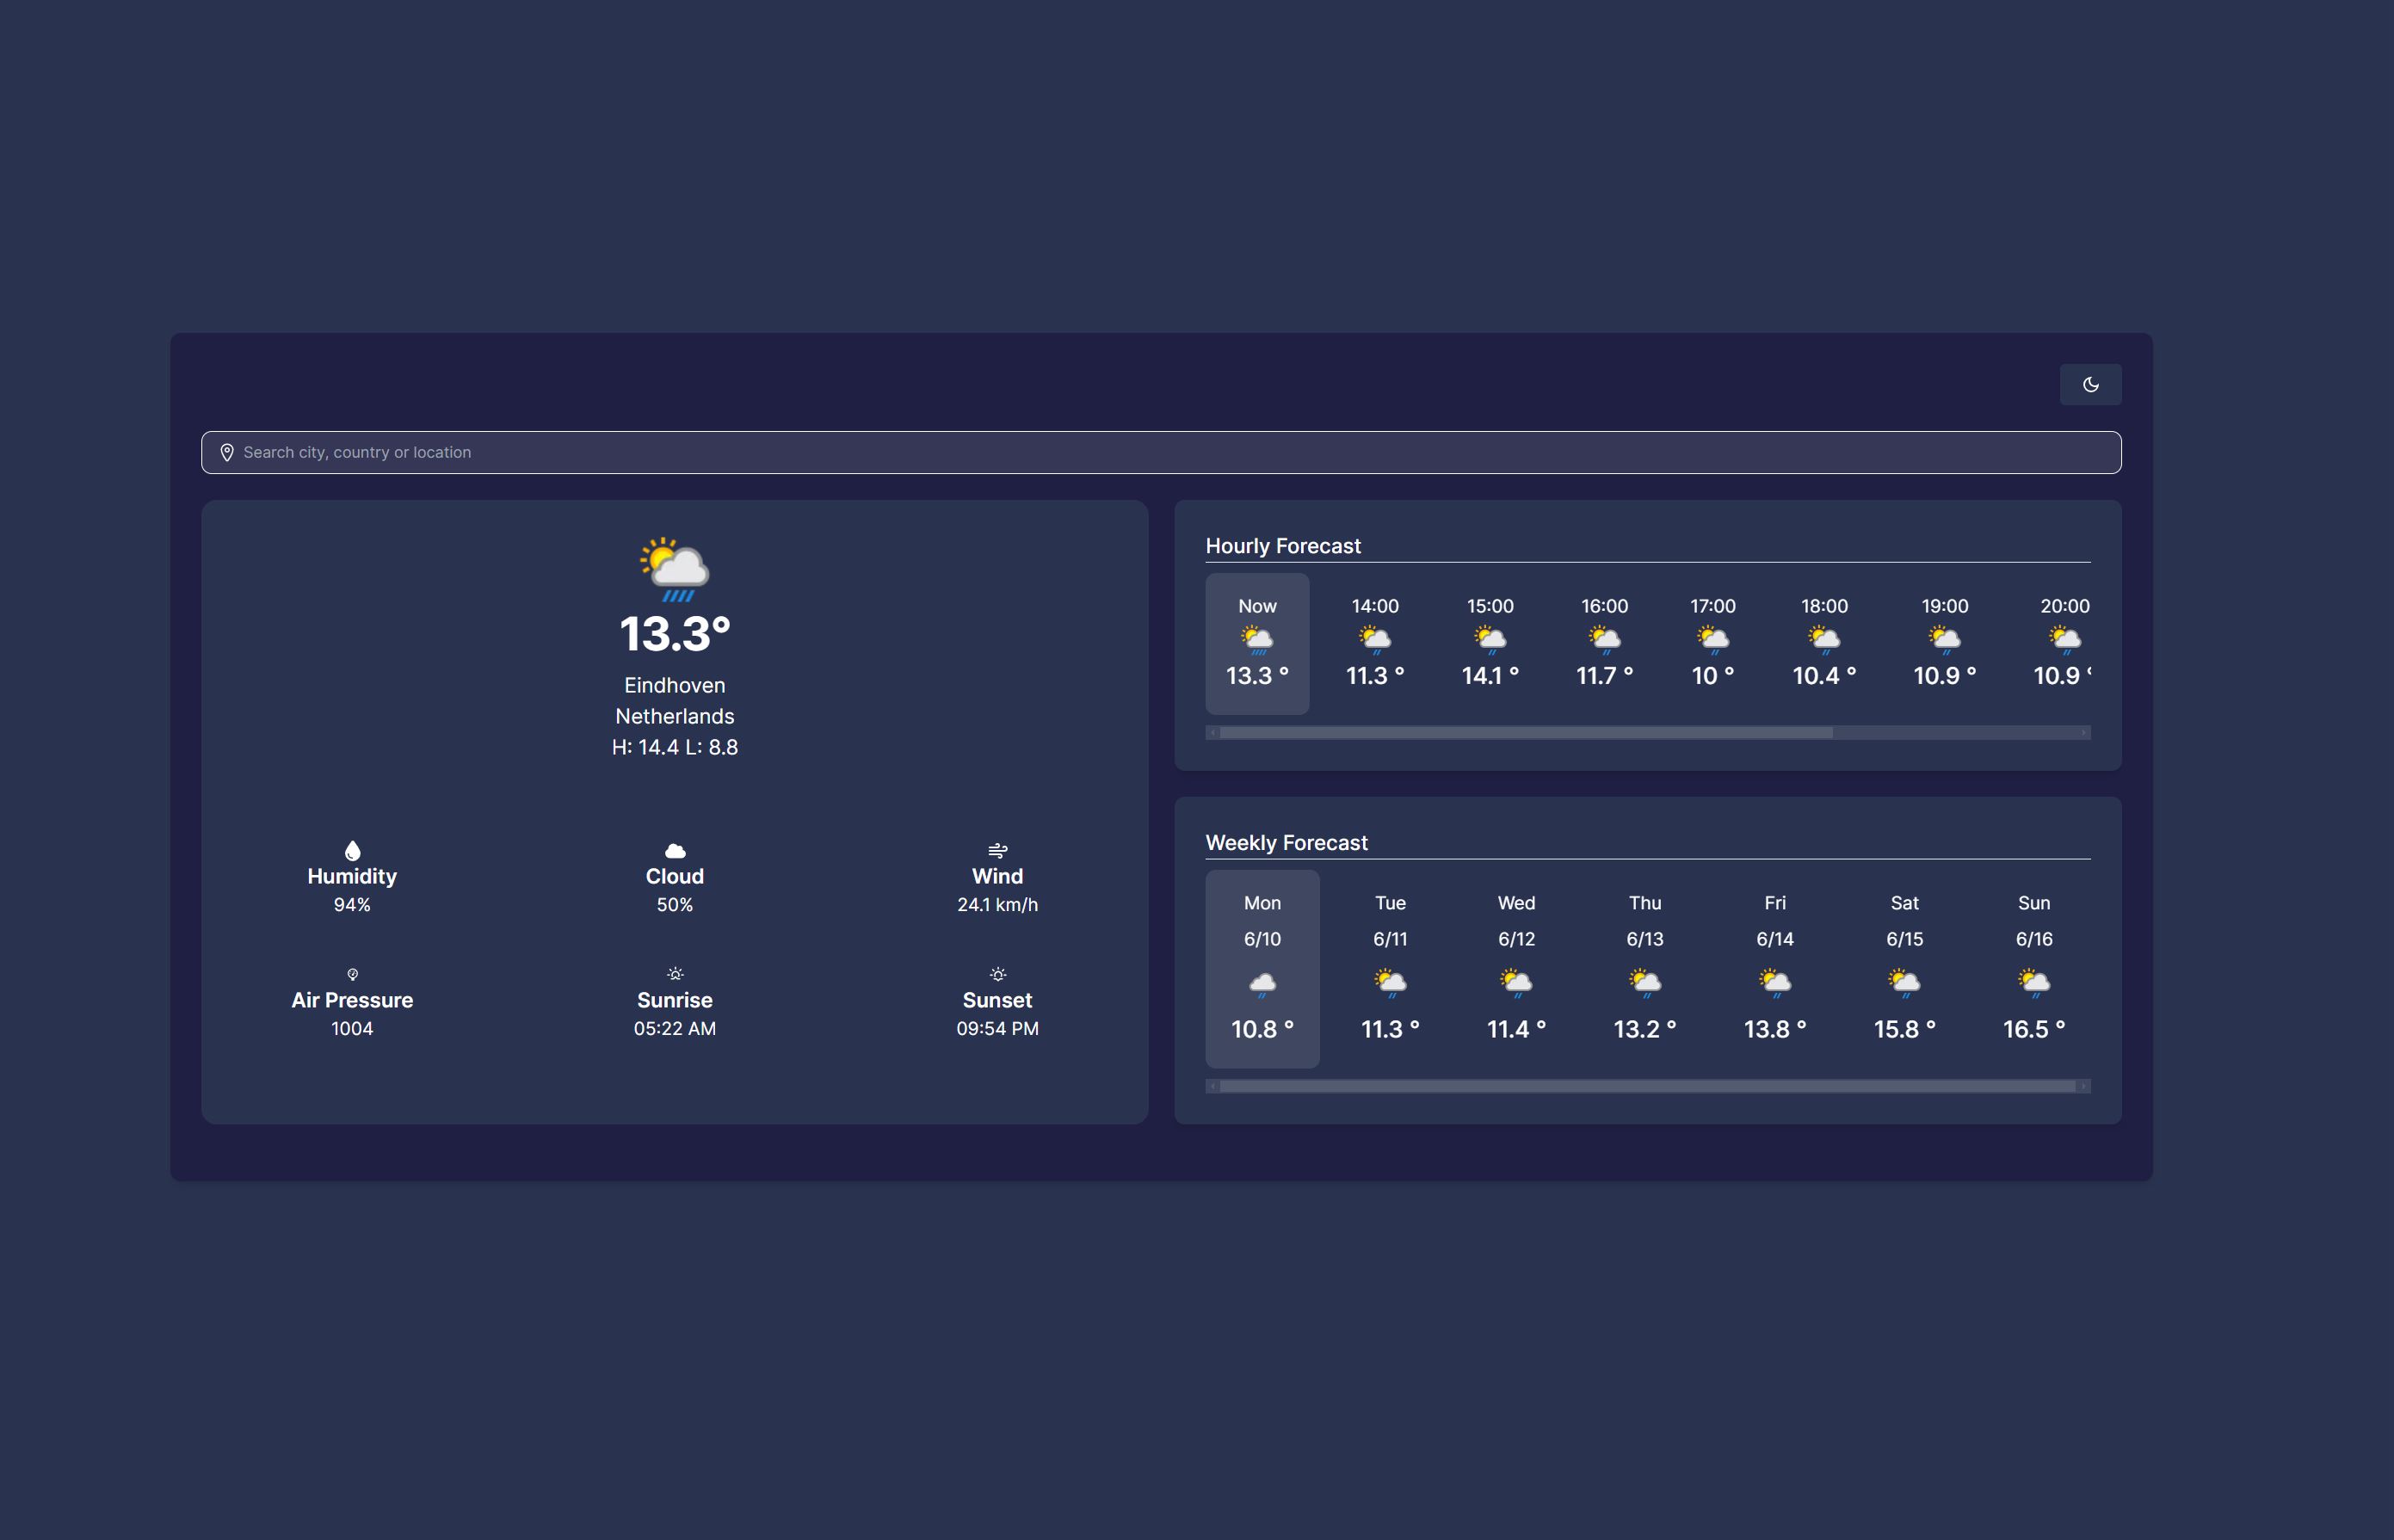 Search city, country or location
13.3°
Eindhoven
Netherlands
H: 14.4 L: 8.8
Humidity Cloud Wind
94% 50% 24.1 km/h
Air Pressure Sunrise Sunset
1004 05:22 AM 09:54 PM
Hourly Forecast
Now 14:00 15:00 16:00 17:00 18:00 19:00 20:00
13.3 ° 11.3 ° 14.1 ° 11.7 ° 10 ° 10.4 ° 10.9 ° 10.9 °
Weekly Forecast
Mon Tue Wed Thu Fri Sat Sun
6/10 6/11 6/12 6/13 6/14 6/15 6/16
10.8 ° 11.3 ° 11.4 ° 13.2 ° 13.8 ° 15.8 ° 16.5 °